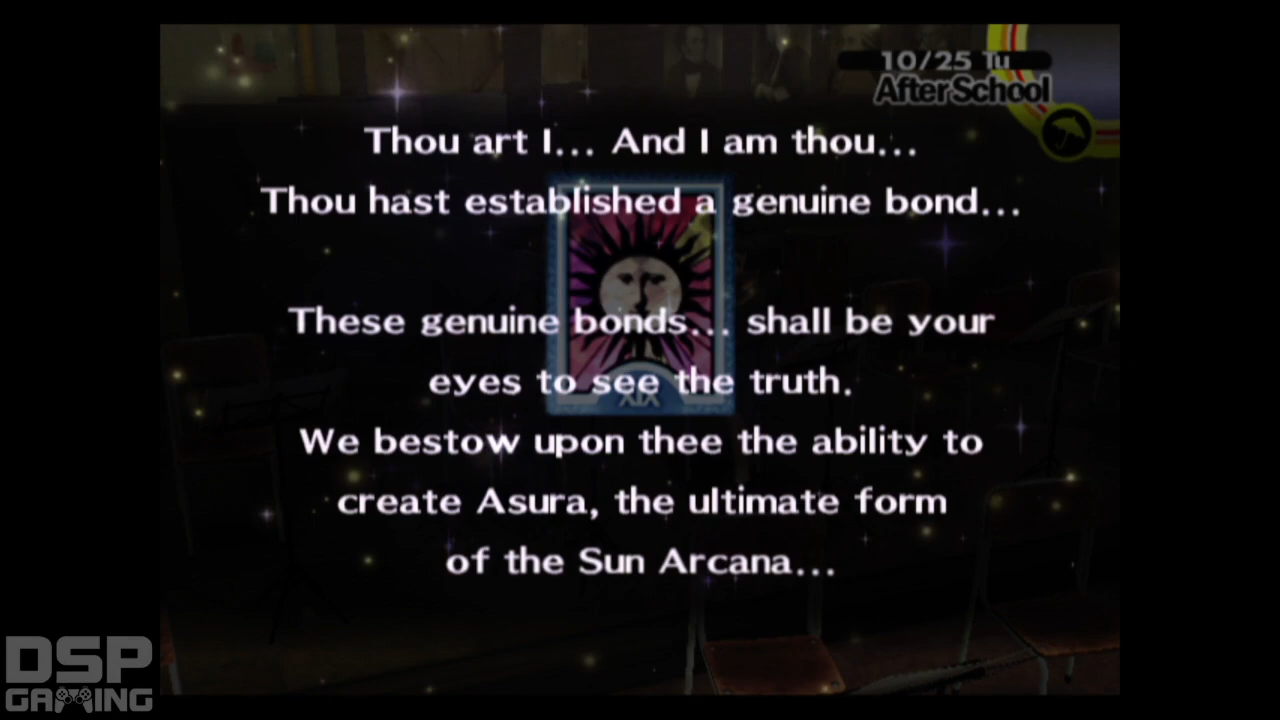 10/25 Tu
After School
Thou art I... And I am thou...
Thou hast established a genuine bond...
These genuine bonds... shall be your
eyes to see the truth.
XIX
We bestow upon thee the ability to
create Asura, the ultimate form
of the Sun Arcana...
DSP
GAMING